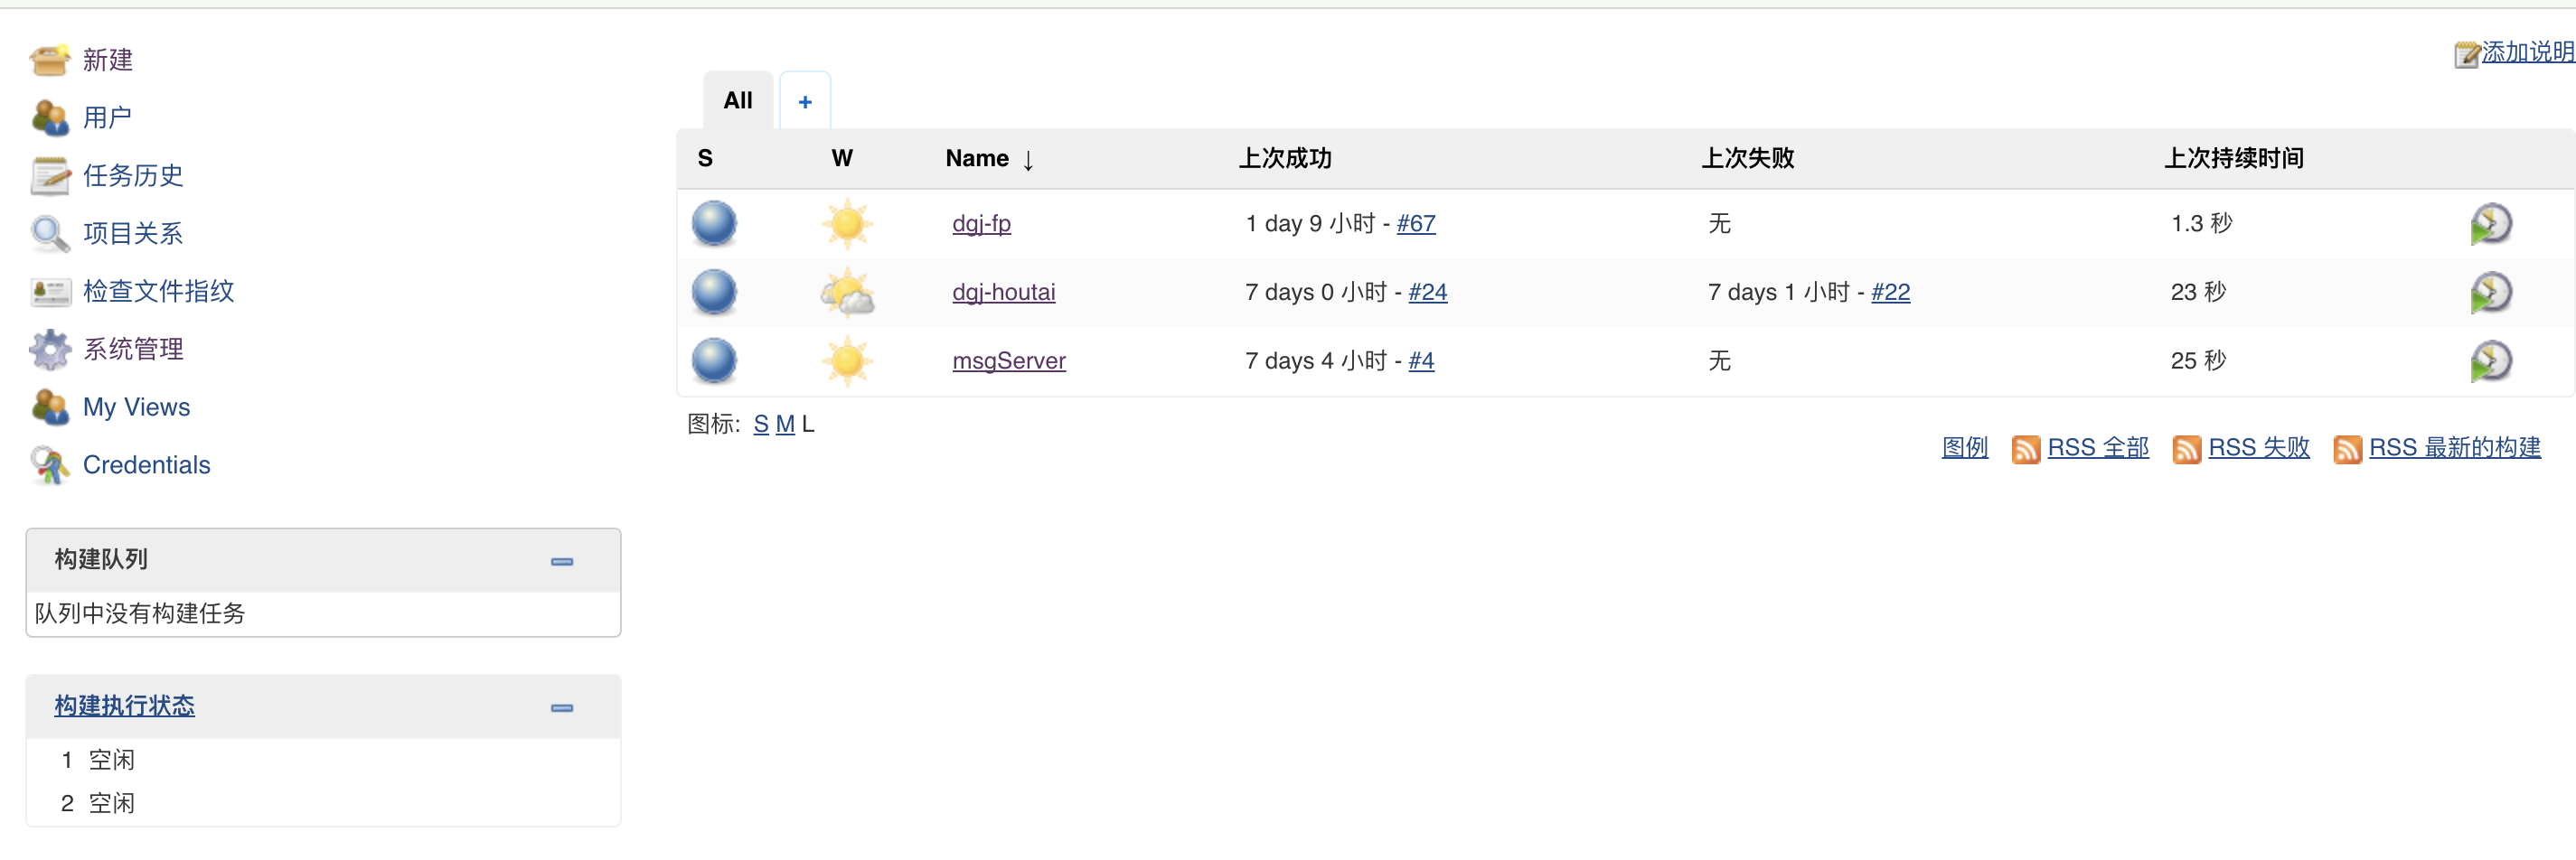 新建
用户
任务历史
项目关系
检查文件指纹
系统管理
My Views
Credentials
构建队列
队列中没有构建任务
构建执行状态
1 空闲
2 空闲
添加说明
All +
S W Name ↓ 上次成功 上次失败 上次持续时间
dgj-fp 1 day 9 小时 - #67 无 1.3 秒
dgj-houtai 7 days 0 小时 - #24 7 days 1 小时 - #22 23 秒
msgServer 7 days 4 小时 - #4 无 25 秒
图标: S M L
图例 RSS 全部 RSS 失败 RSS 最新的构建